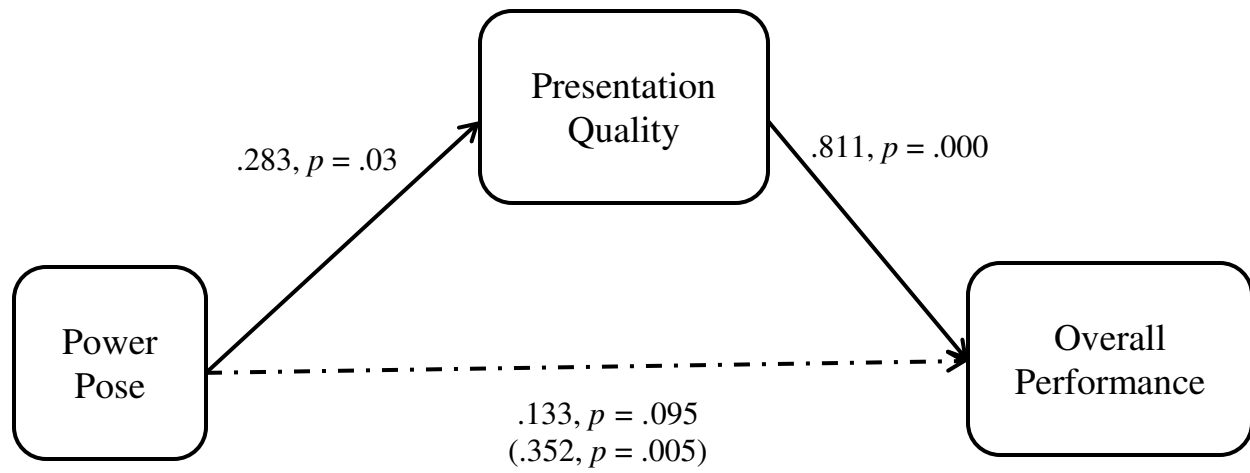 Presentation
Quality
.283, p = .03
.811, p = .000
Power
Pose
Overall
Performance
.133, p = .095
(.352, p = .005)